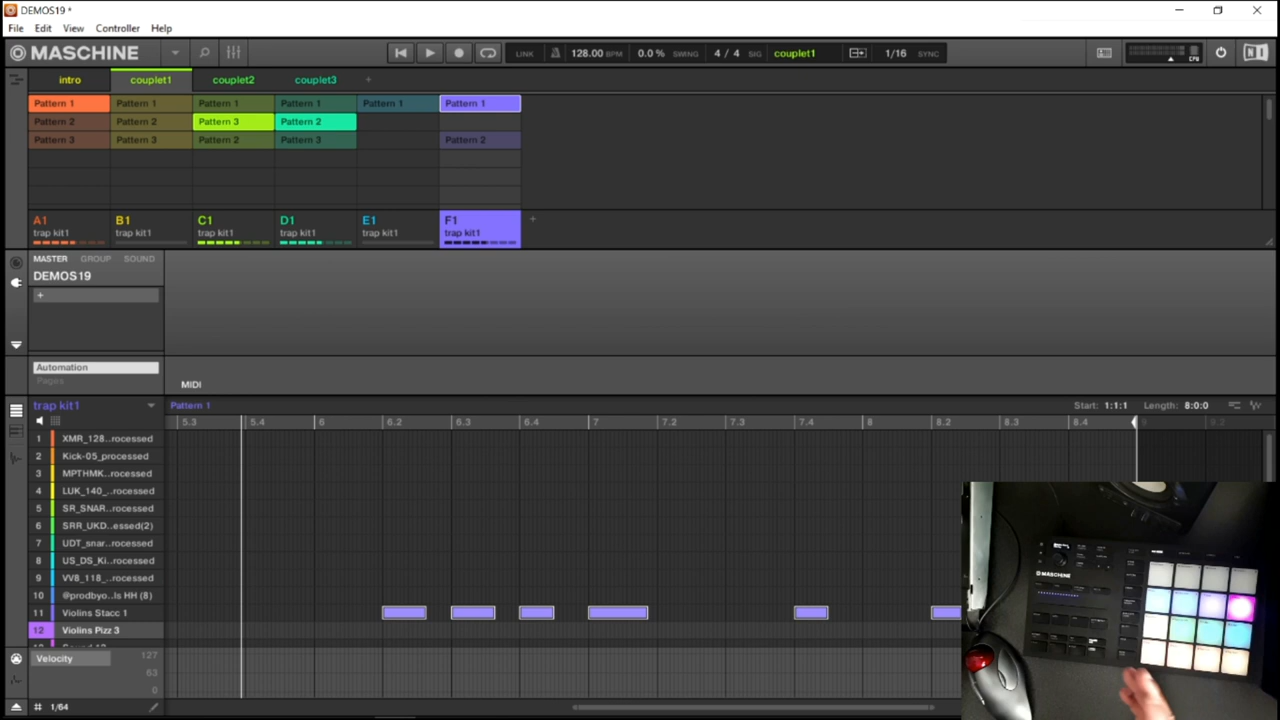 DEMOS19 *
File Edit View Controller Help
MASCHINE LINK 128.00 BPM 0.0 % SWING 4 / 4 SIG couplet1 1/16 SYNC CPU
intro couplet1 couplet2 couplet3 +
Pattern 1 Pattern 1 Pattern 1 Pattern 1 Pattern 1 Pattern 1
Pattern 2 Pattern 2 Pattern 3 Pattern 2
Pattern 3 Pattern 3 Pattern 2 Pattern 3 Pattern 2
A1 B1 C1 D1 E1 F1 +
trap kit1 trap kit1 trap kit1 trap kit1 trap kit1 trap kit1
MASTER GROUP SOUND
DEMOS19
+
Automation
Pages
MIDI
trap kit1 Pattern 1 Start: 1:1:1 Length: 8:0:0
5.3 5.4 6 6.2 6.3 6.4 7 7.2 7.3 7.4 8 8.2 8.3 8.4 9 9.2
1 XMR_128..rocessed
2 Kick-05_processed
3 MPTHMK..rocessed
4 LUK_140_..rocessed
5 SR_SNAR..rocessed
6 SRR_UKD..essed(2)
7 UDT_snar..rocessed
8 US_DS_Ki..rocessed
9 VV8_118_..rocessed
10 @prodbyo..ls HH (8)
11 Violins Stacc 1
12 Violins Pizz 3
Velocity 127
63
0
# 1/64
MASCHINE